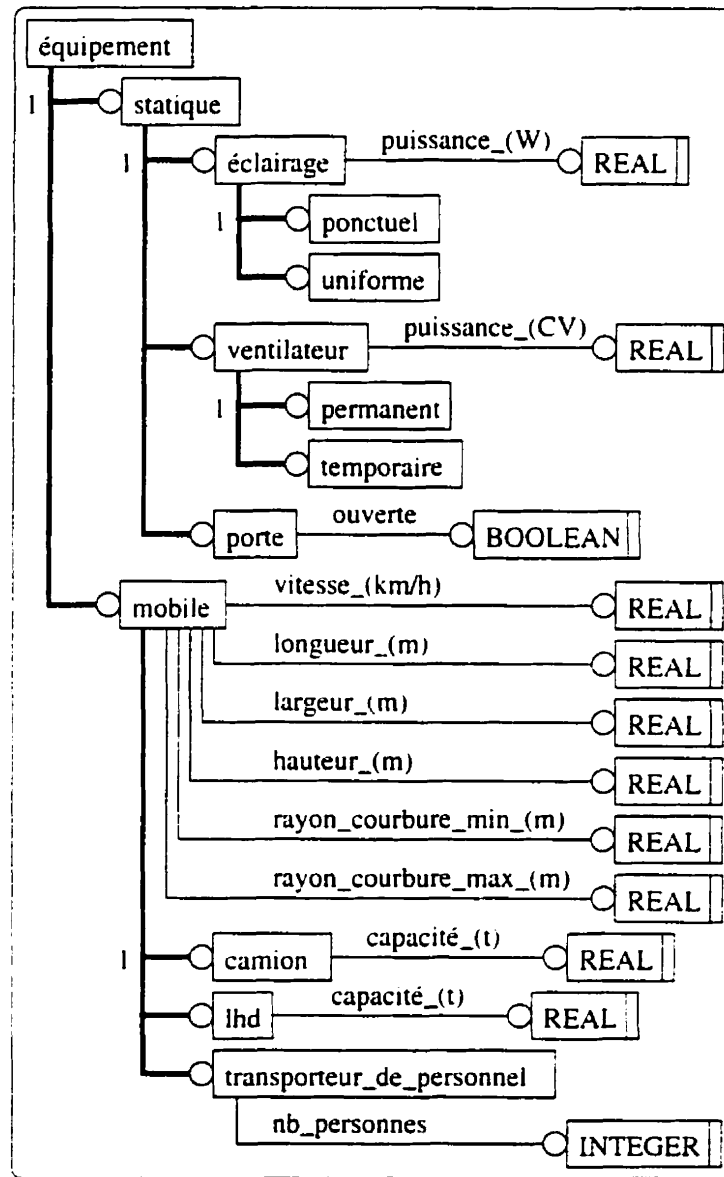 équipement
1 statique
1 éclairage puissance_(W) REAL
1 ponctuel
uniforme
ventilateur puissance_(CV) REAL
1 permanent
temporaire
porte ouverte BOOLEAN
mobile vitesse_(km/h) REAL
longueur_(m) REAL
largeur_(m) REAL
hauteur_(m) REAL
rayon_courbure_min_(m) REAL
rayon_courbure_max_(m) REAL
1 camion capacité_(t) REAL
lhd capacité_(t) REAL
transporteur_de_personnel
nb_personnes INTEGER